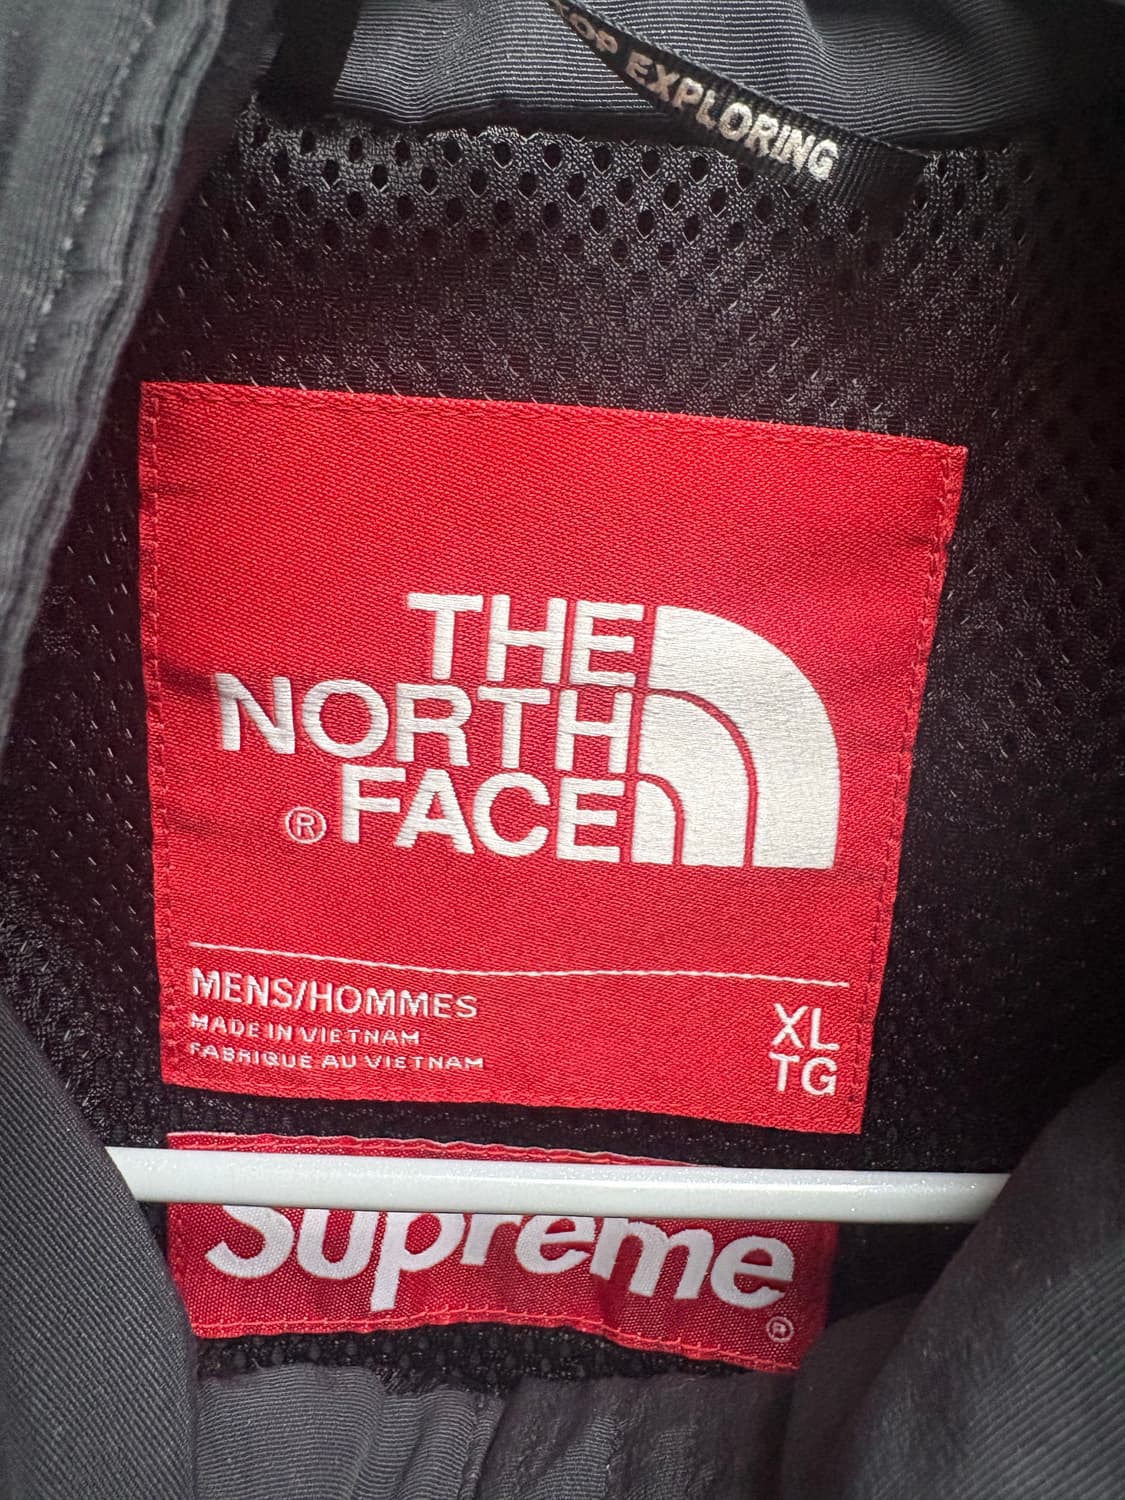 EXPLORING
THE
NORTH
FACE
®
MENS/HOMMES
MADE IN VIETNAM
FABRIQUE AU VIETNAM
XL
TG
Supreme
®